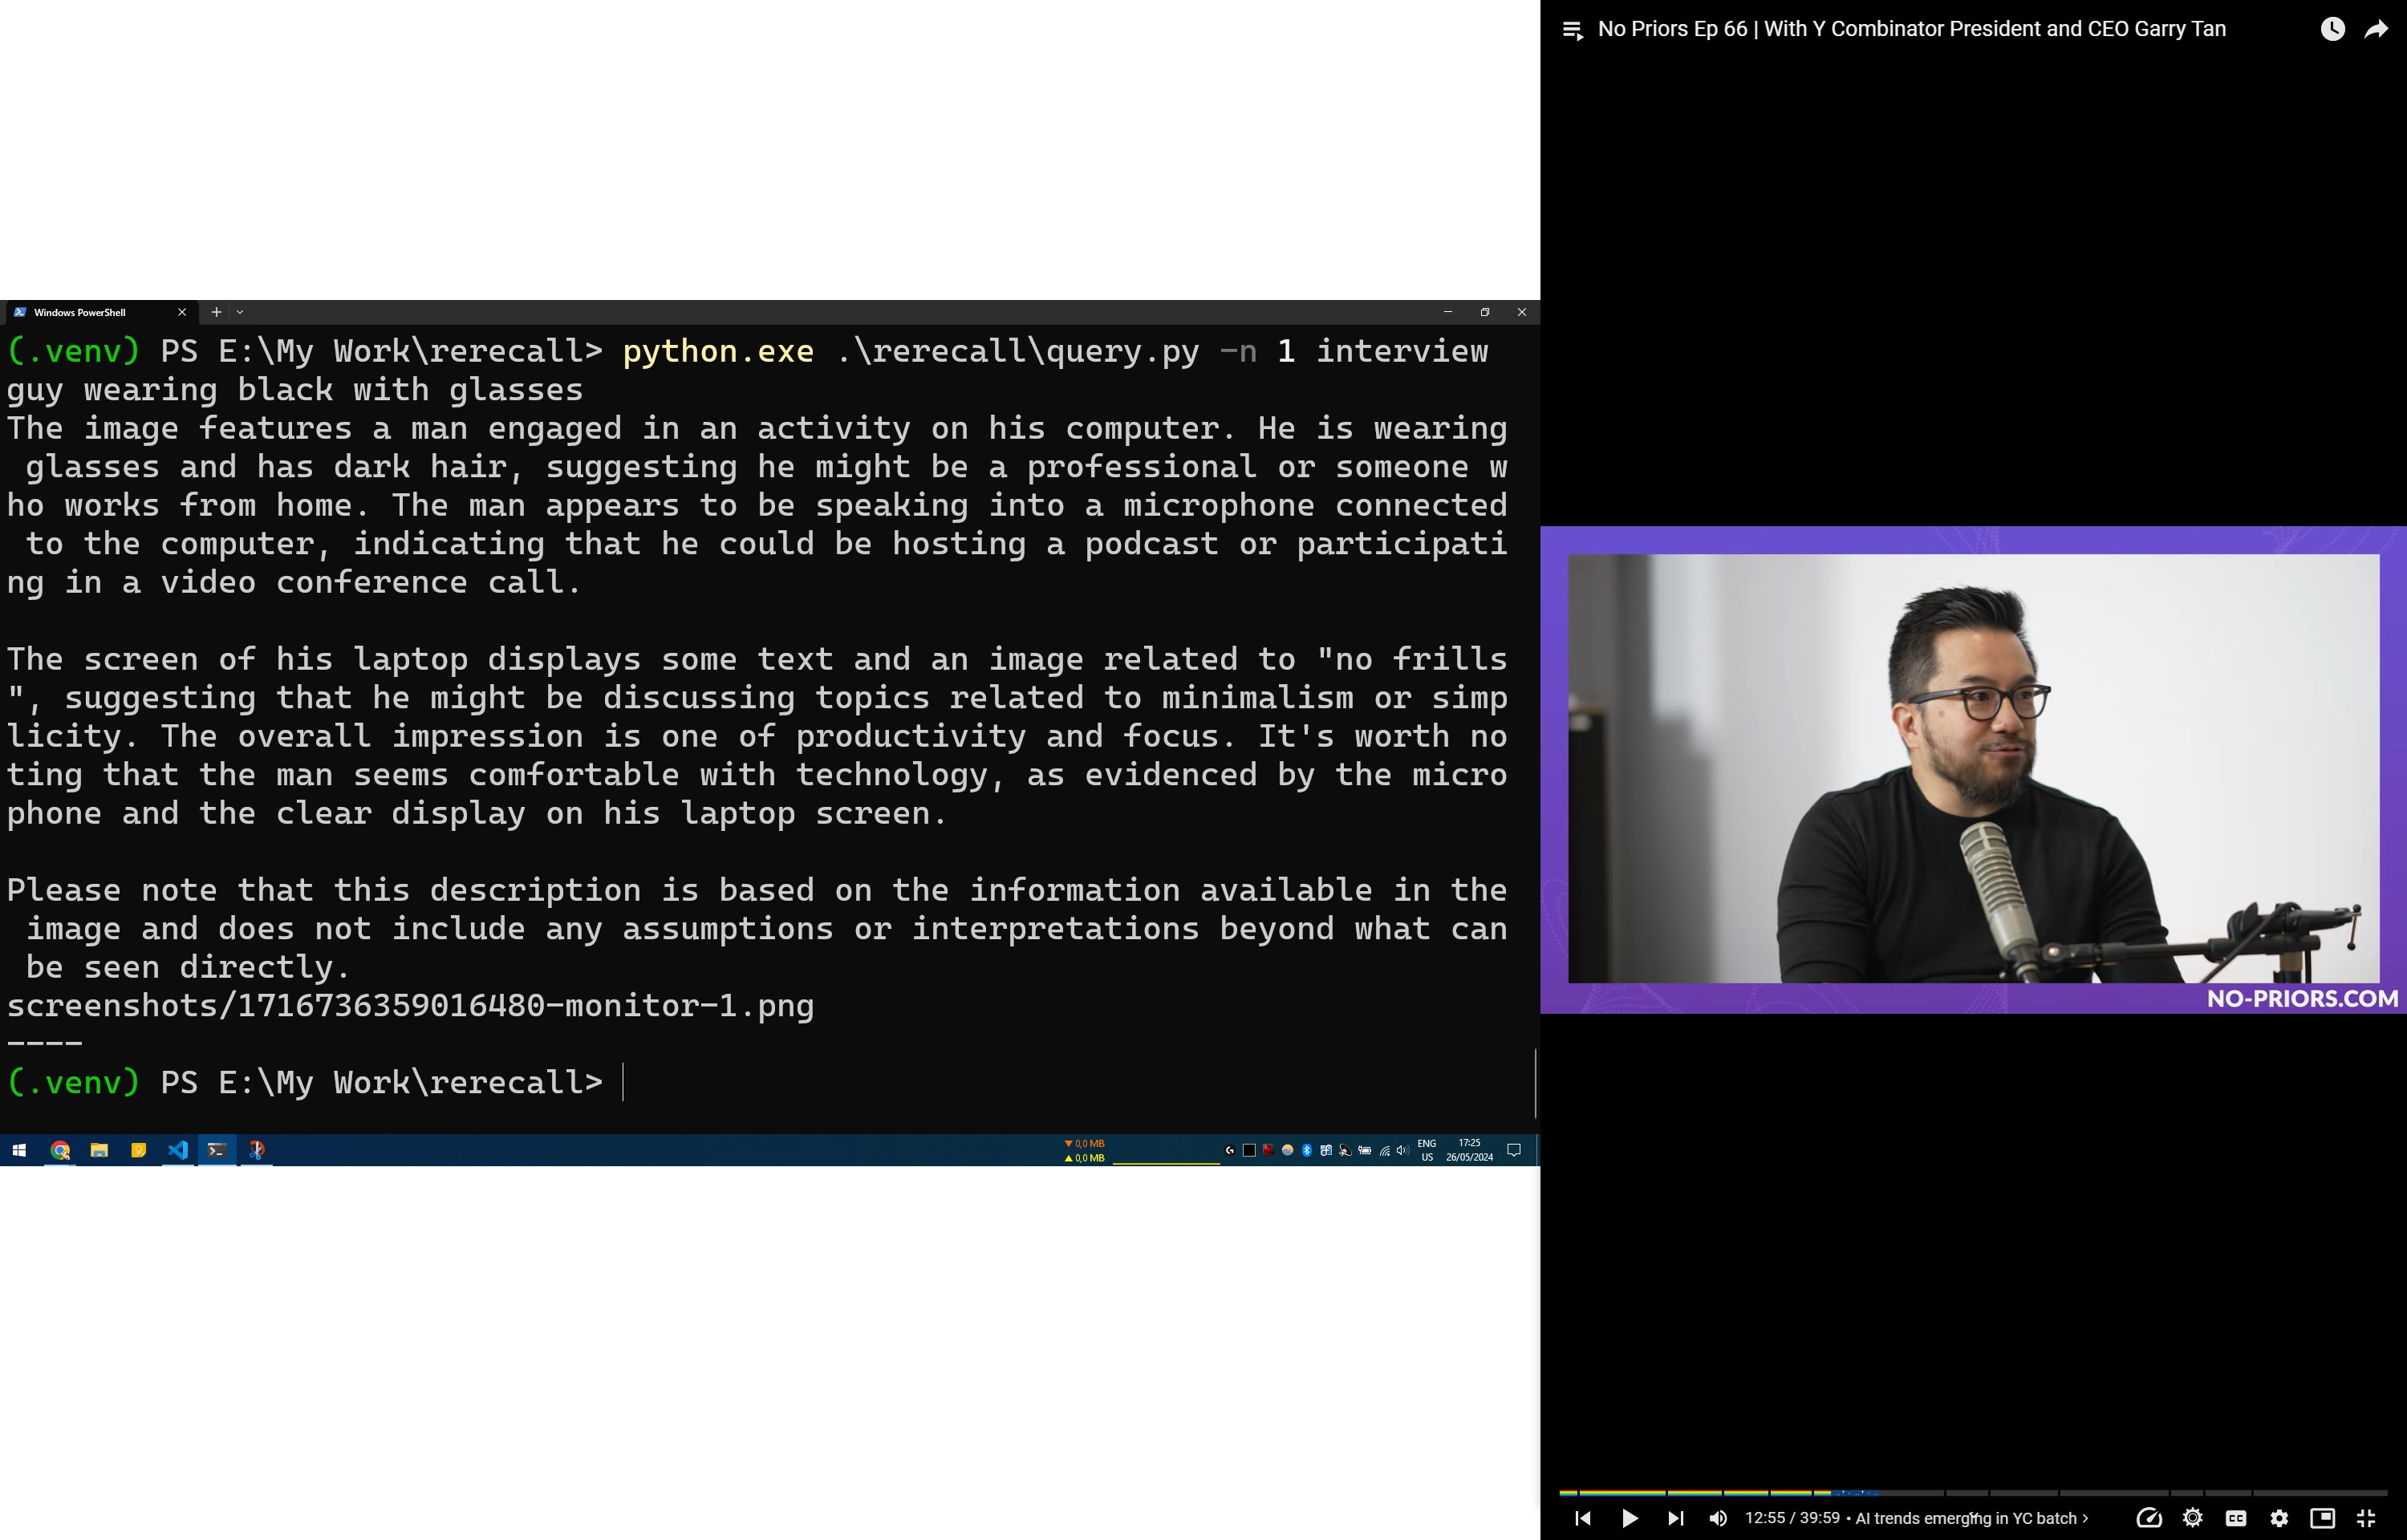 Windows PowerShell
(.venv) PS E:\My Work\rerecall> python.exe .\rerecall\query.py -n 1 interview
guy wearing black with glasses
The image features a man engaged in an activity on his computer. He is wearing
 glasses and has dark hair, suggesting he might be a professional or someone w
ho works from home. The man appears to be speaking into a microphone connected
 to the computer, indicating that he could be hosting a podcast or participati
ng in a video conference call.
The screen of his laptop displays some text and an image related to "no frills
", suggesting that he might be discussing topics related to minimalism or simp
licity. The overall impression is one of productivity and focus. It's worth no
ting that the man seems comfortable with technology, as evidenced by the micro
phone and the clear display on his laptop screen.
Please note that this description is based on the information available in the
 image and does not include any assumptions or interpretations beyond what can
 be seen directly.
screenshots/1716736359016480-monitor-1.png
----
(.venv) PS E:\My Work\rerecall>
0,0 MB
0,0 MB
ENG
US
17:25
26/05/2024
No Priors Ep 66 | With Y Combinator President and CEO Garry Tan
NO-PRIORS.COM
12:55 / 39:59 • AI trends emerging in YC batch ›
CC